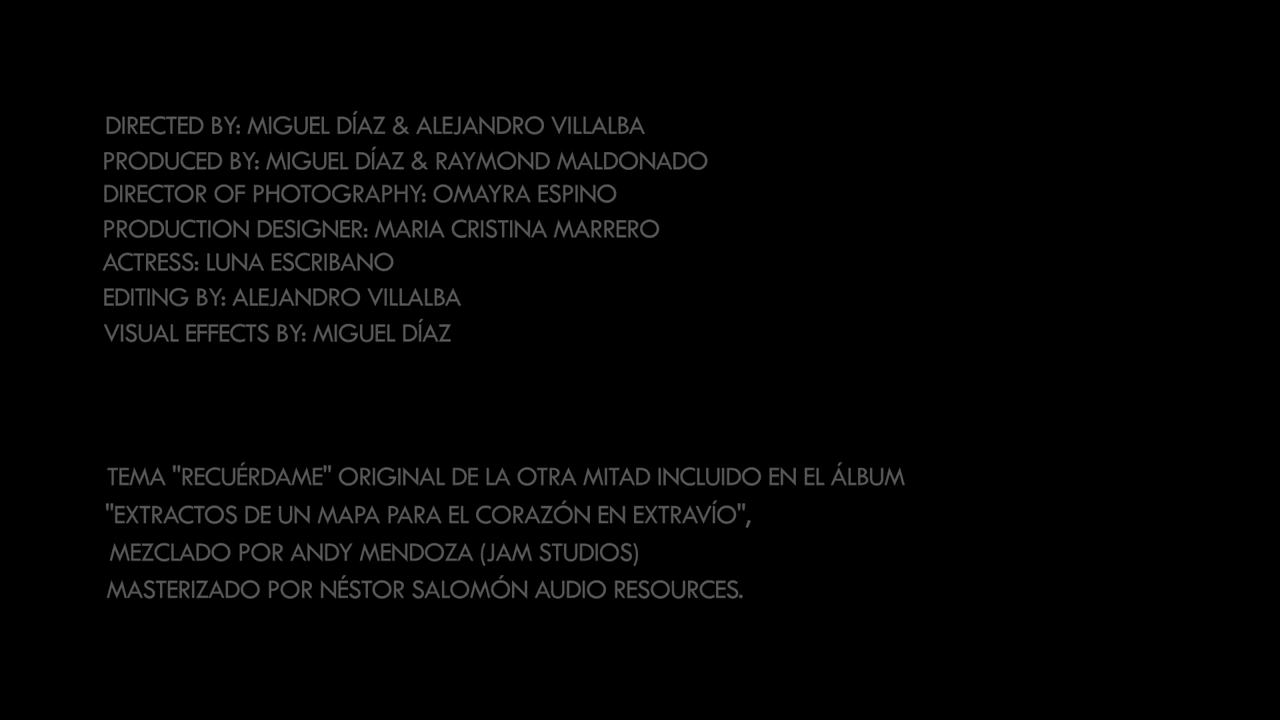 DIRECTED BY: MIGUEL DÍAZ & ALEJANDRO VILLALBA
PRODUCED BY: MIGUEL DÍAZ & RAYMOND MALDONADO
DIRECTOR OF PHOTOGRAPHY: OMAYRA ESPINO
PRODUCTION DESIGNER: MARIA CRISTINA MARRERO
ACTRESS: LUNA ESCRIBANO
EDITING BY: ALEJANDRO VILLALBA
VISUAL EFFECTS BY: MIGUEL DÍAZ
TEMA "RECUÉRDAME" ORIGINAL DE LA OTRA MITAD INCLUIDO EN EL ÁLBUM
"EXTRACTOS DE UN MAPA PARA EL CORAZÓN EN EXTRAVÍO",
MEZCLADO POR ANDY MENDOZA (JAM STUDIOS)
MASTERIZADO POR NÉSTOR SALOMÓN AUDIO RESOURCES.